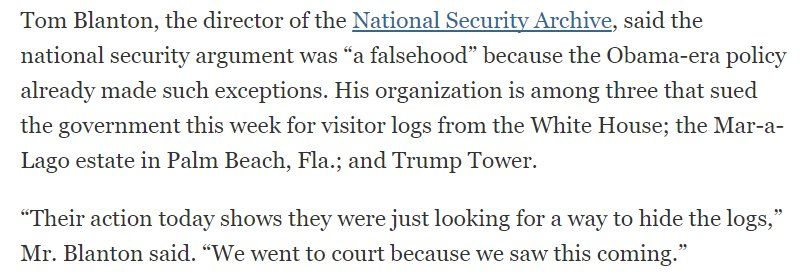 Tom Blanton, the director of the National Security Archive, said the
national security argument was “a falsehood” because the Obama-era policy
already made such exceptions. His organization is among three that sued
the government this week for visitor logs from the White House; the Mar-a-
Lago estate in Palm Beach, Fla.; and Trump Tower.
“Their action today shows they were just looking for a way to hide the logs,”
Mr. Blanton said. “We went to court because we saw this coming.”